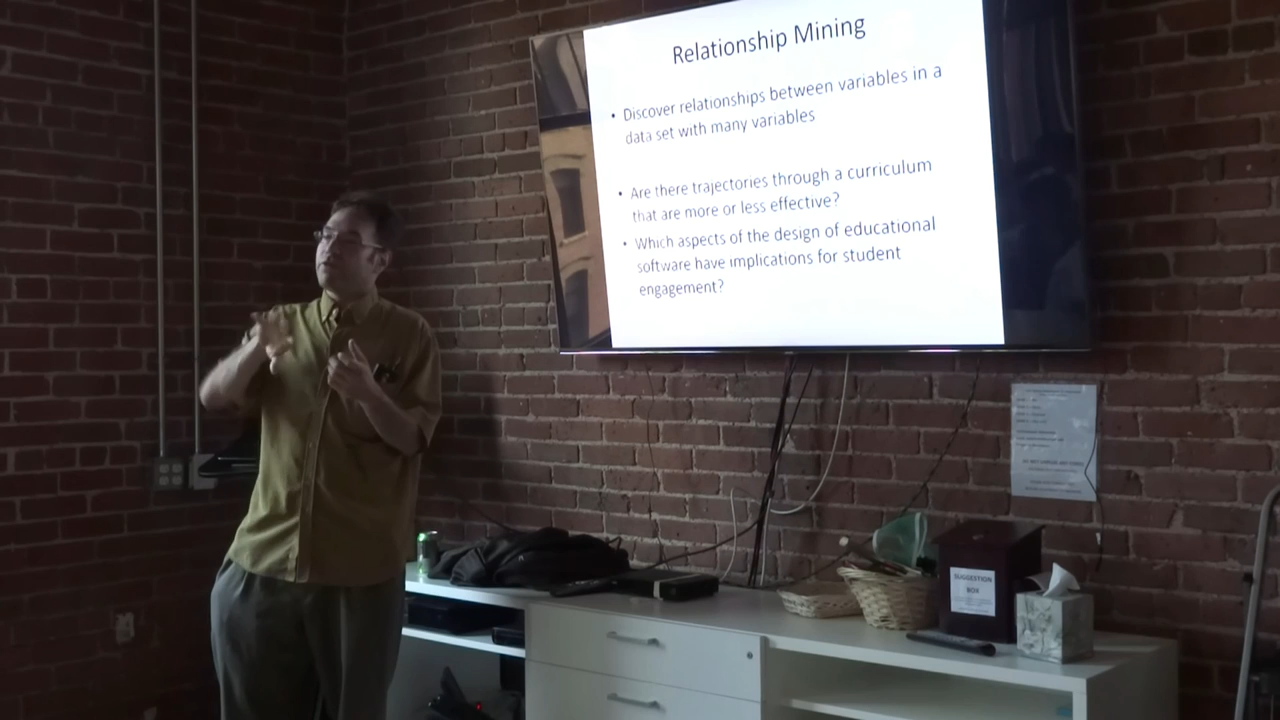 Relationship Mining
• Discover relationships between variables in a
data set with many variables
• Are there trajectories through a curriculum
that are more or less effective?
• Which aspects of the design of educational
software have implications for student
engagement?
SUGGESTION
BOX